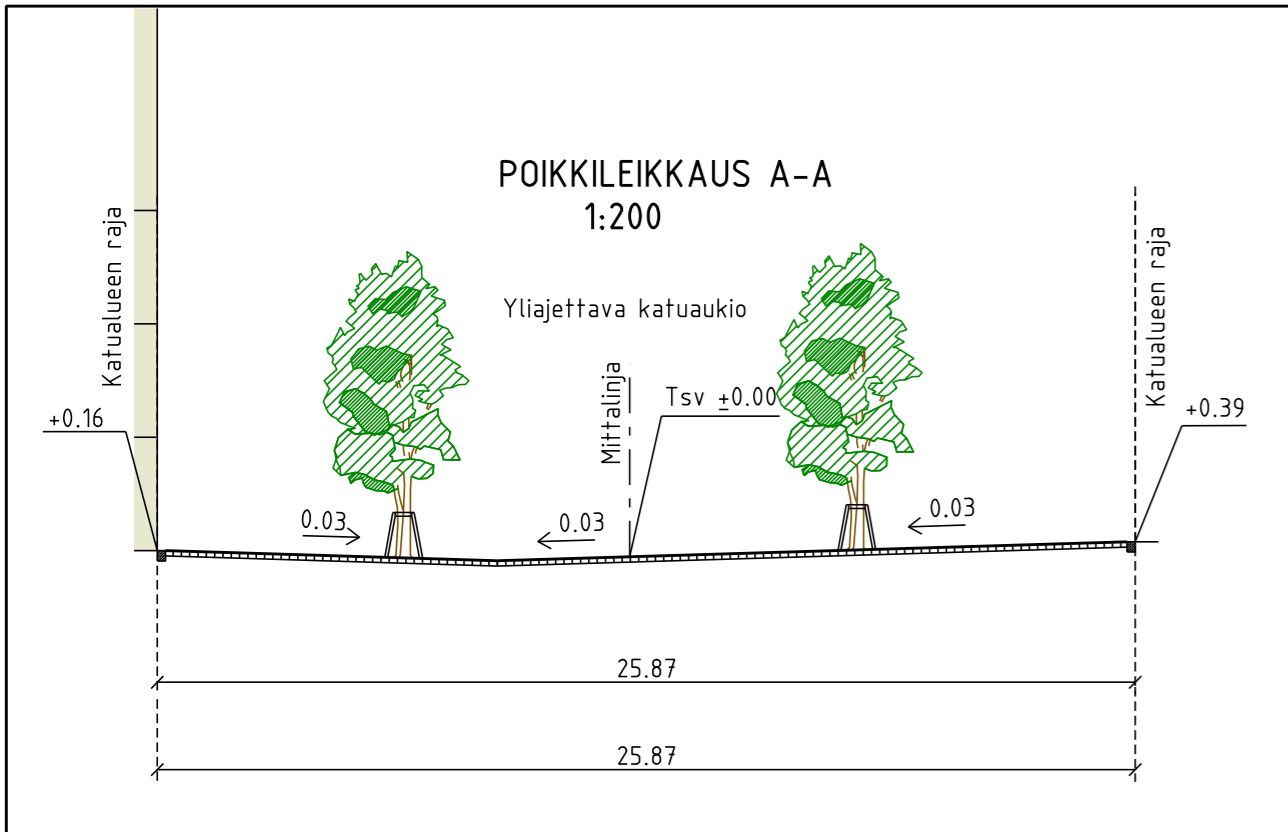 POIKKILEIKKAUS A-A
1:200
Katualueen raja
Yliajettava katuaukio
Katualueen raja
Mittalinja
Tsv ±0.00
+0.16
+0.39
0.03
0.03
0.03
25.87
25.87